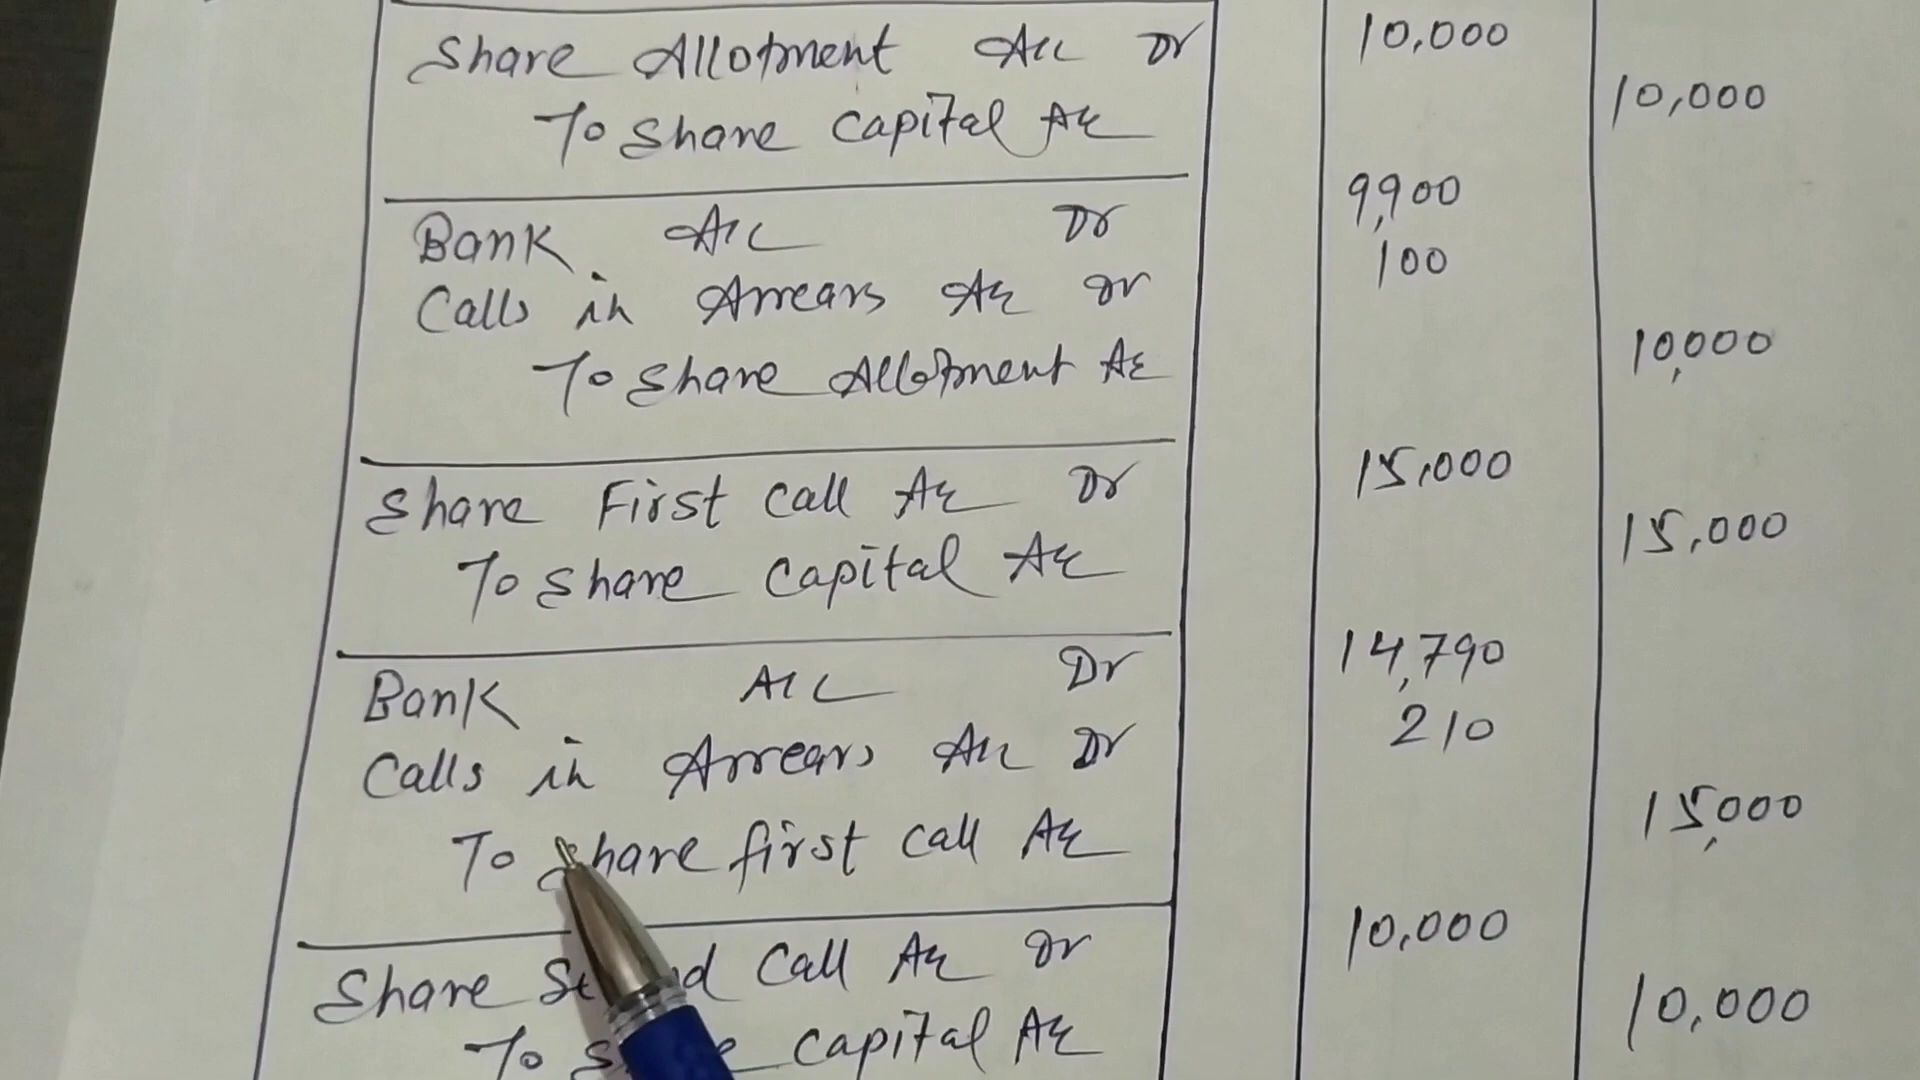 Share Allotment A/c Dr 10,000
To Share Capital A/c 10,000
Bank A/c Dr 9,900
Calls in Arrears A/c Dr 100
To Share Allotment A/c 10,000
Share First Call A/c Dr 15,000
To Share Capital A/c 15,000
Bank A/c Dr 14,790
Calls in Arrears A/c Dr 210
To Share first call A/c 15,000
Share Call A/c Dr 10,000
To Capital A/c 10,000